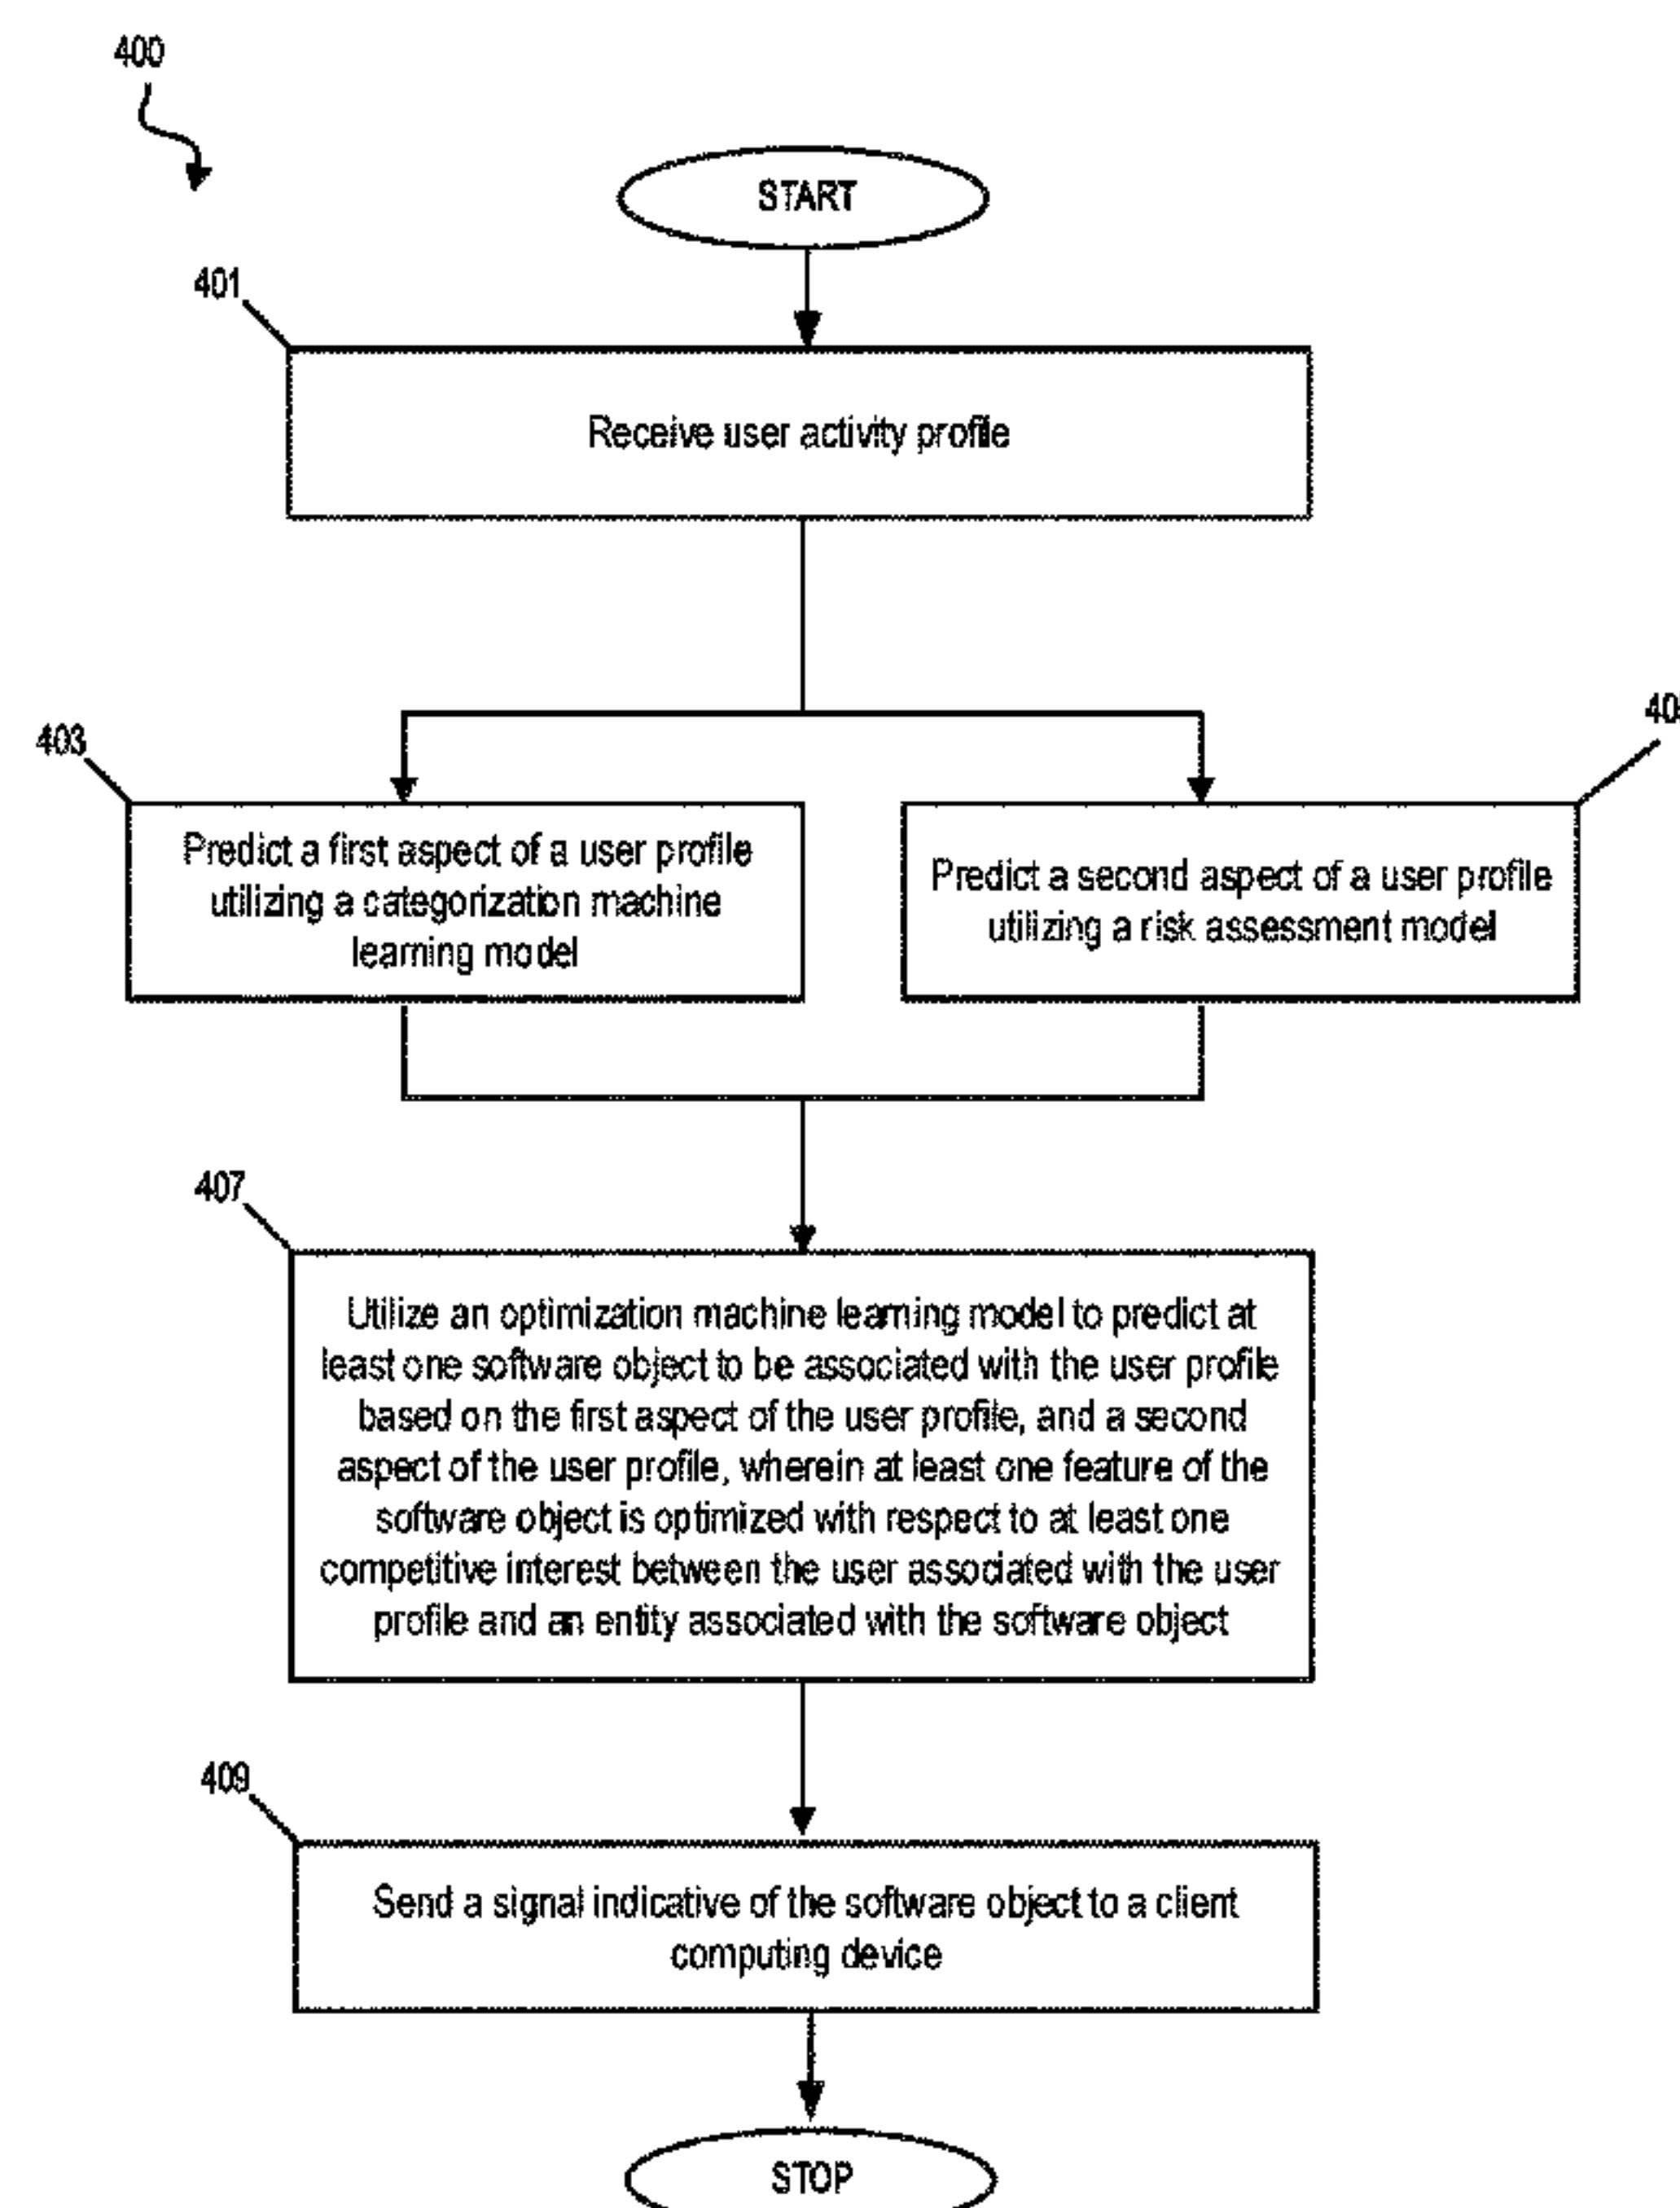 400
START
401
Receive user activity profile
403
Predict a first aspect of a user profile
utilizing a categorization machine
learning model
Predict a second aspect of a user profile
utilizing a risk assessment model
407
Utilize an optimization machine learning model to predict at
least one software object to be associated with the user profile
based on the first aspect of the user profile, and a second
aspect of the user profile, wherein at least one feature of the
software object is optimized with respect to at least one
competitive interest between the user associated with the user
profile and an entity associated with the software object
409
Send a signal indicative of the software object to a client
computing device
STOP